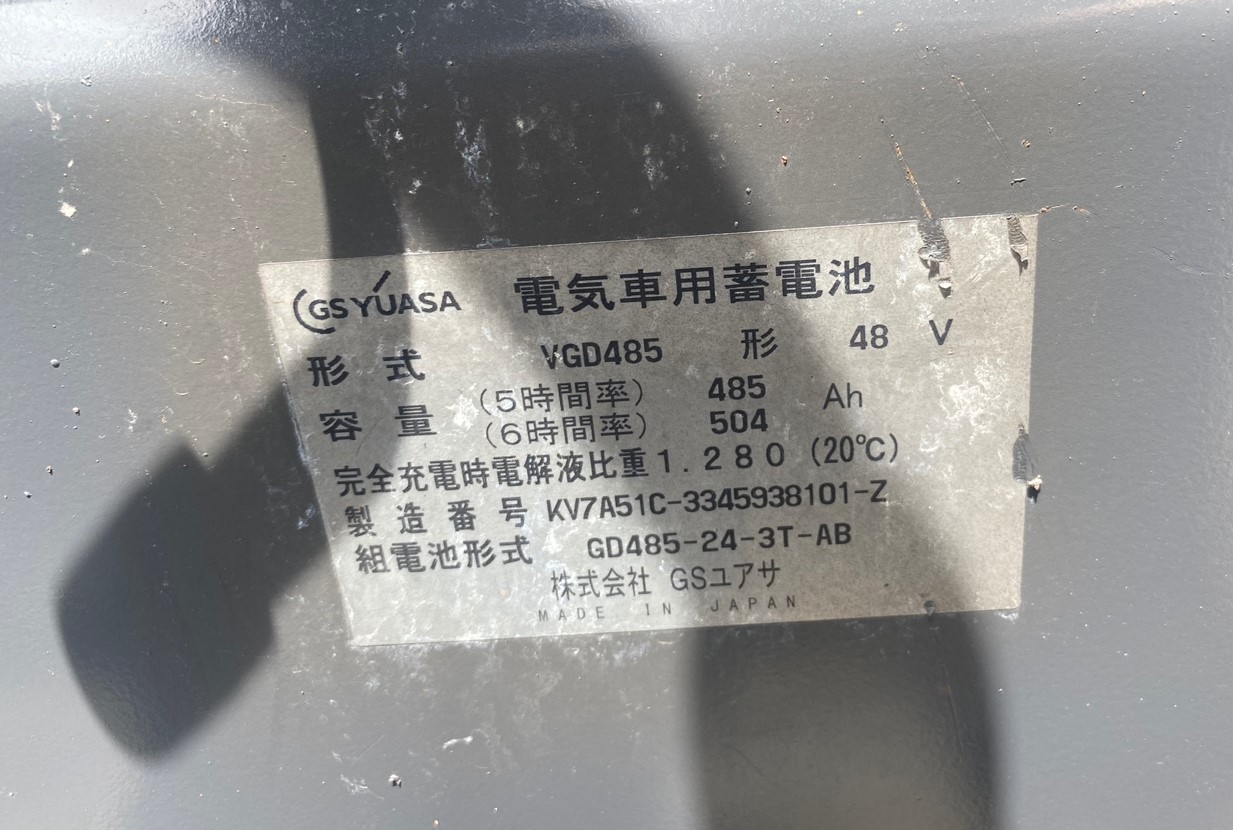 GS YUASA 電気車用蓄電池
形式 VGD485 形 48 V
容量 (5時間率) 485 Ah
(6時間率) 504
完全充電時電解液比重 1.280 (20℃)
製造番号 KV7A51C-3345938101-Z
組電池形式 GD485-24-3T-AB
株式会社 GSユアサ
MADE IN JAPAN